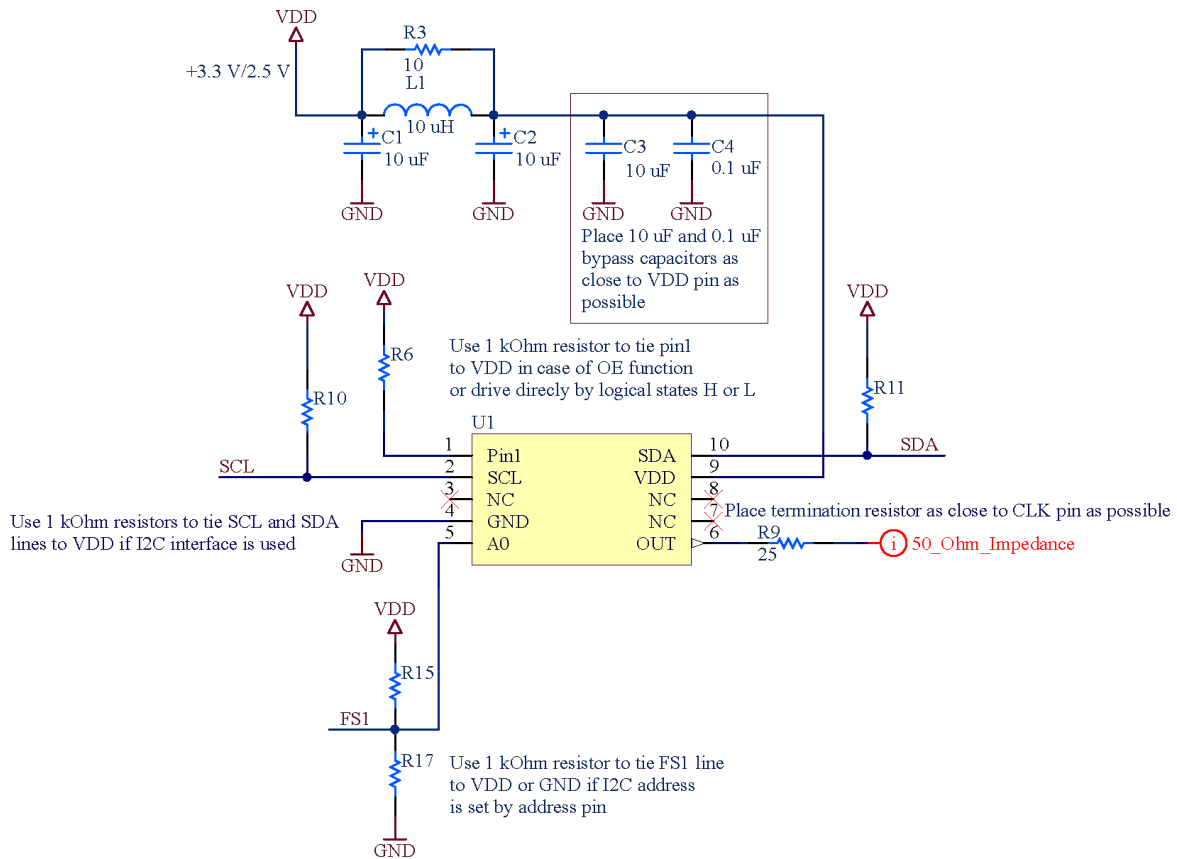 VDD
R3
+3.3 V/2.5 V
10
L1
10 uH
C1
10 uF
C2
10 uF
C3
10 uF
C4
0.1 uF
GND
GND
GND
GND
Place 10 uF and 0.1 uF
bypass capacitors as
close to VDD pin as
possible
VDD
VDD
VDD
R6
R10
R11
Use 1 kOhm resistor to tie pin1
to VDD in case of OE function
or drive direcly by logical states H or L
U1
1
Pin1
2
SCL
3
NC
4
GND
5
A0
SDA
10
VDD
9
NC
8
NC
7
OUT
6
SCL
SDA
Use 1 kOhm resistors to tie SCL and SDA
lines to VDD if I2C interface is used
GND
Place termination resistor as close to CLK pin as possible
R9
25
i
50_Ohm_Impedance
VDD
R15
FS1
R17
GND
Use 1 kOhm resistor to tie FS1 line
to VDD or GND if I2C address
is set by address pin